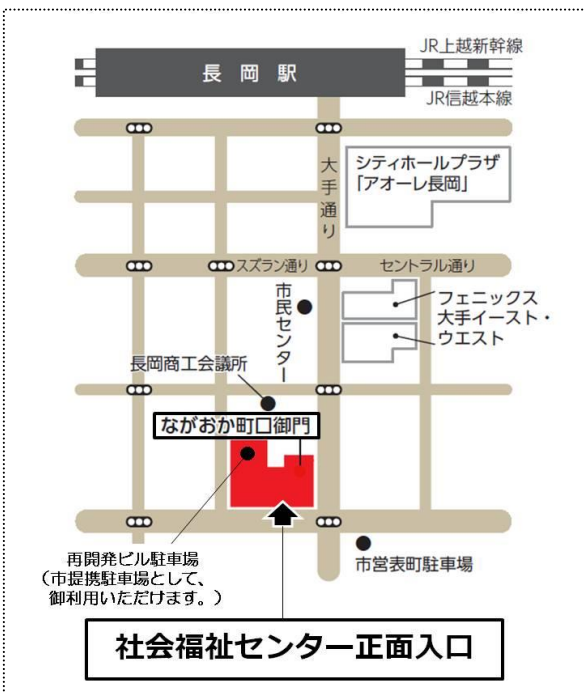 JR上越新幹線
長岡駅
JR信越本線
大手通り
シティホールプラザ
「アオーレ長岡」
スズラン通り
セントラル通り
市民センター
フェニックス
大手イースト・
ウエスト
長岡商工会議所
ながおか町口御門
再開発ビル駐車場
(市提携駐車場として、
御利用いただけます。)
市営表町駐車場
社会福祉センター正面入口